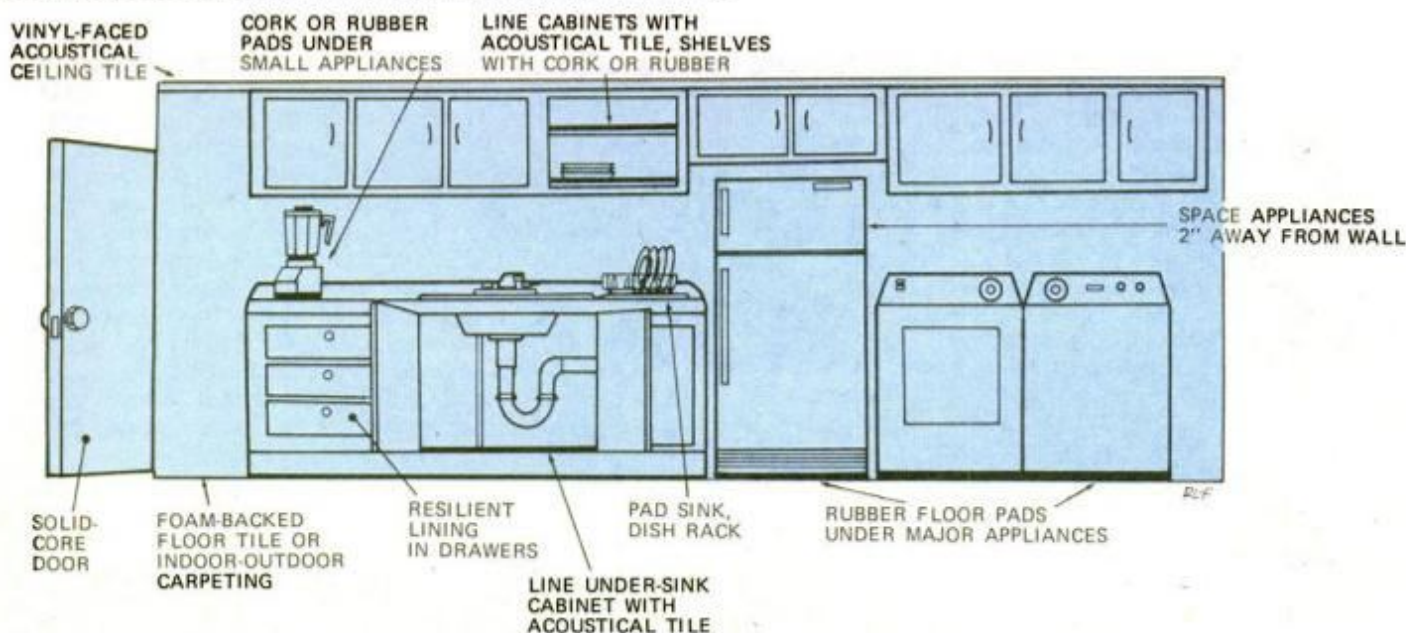 VINYL-FACED
ACOUSTICAL
CEILING TILE
CORK OR RUBBER
PADS UNDER
SMALL APPLIANCES
LINE CABINETS WITH
ACOUSTICAL TILE, SHELVES
WITH CORK OR RUBBER
SPACE APPLIANCES
2" AWAY FROM WALL
SOLID-
CORE
DOOR
FOAM-BACKED
FLOOR TILE OR
INDOOR-OUTDOOR
CARPETING
RESILIENT
LINING
IN DRAWERS
LINE UNDER-SINK
CABINET WITH
ACOUSTICAL TILE
PAD SINK,
DISH RACK
RUBBER FLOOR PADS
UNDER MAJOR APPLIANCES